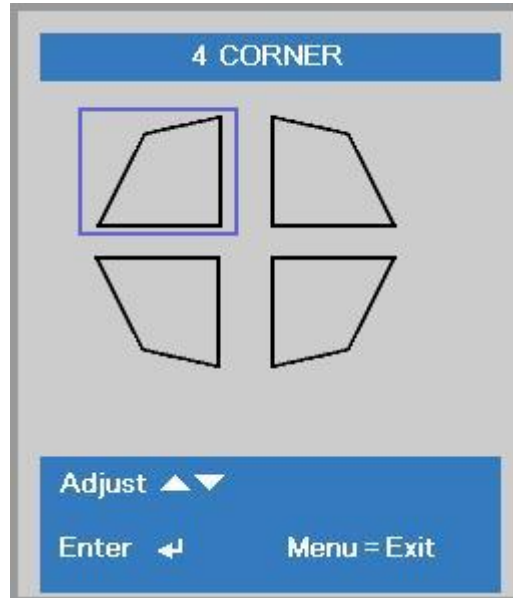 4 CORNER
Adjust ▲▼
Enter ↵ Menu = Exit